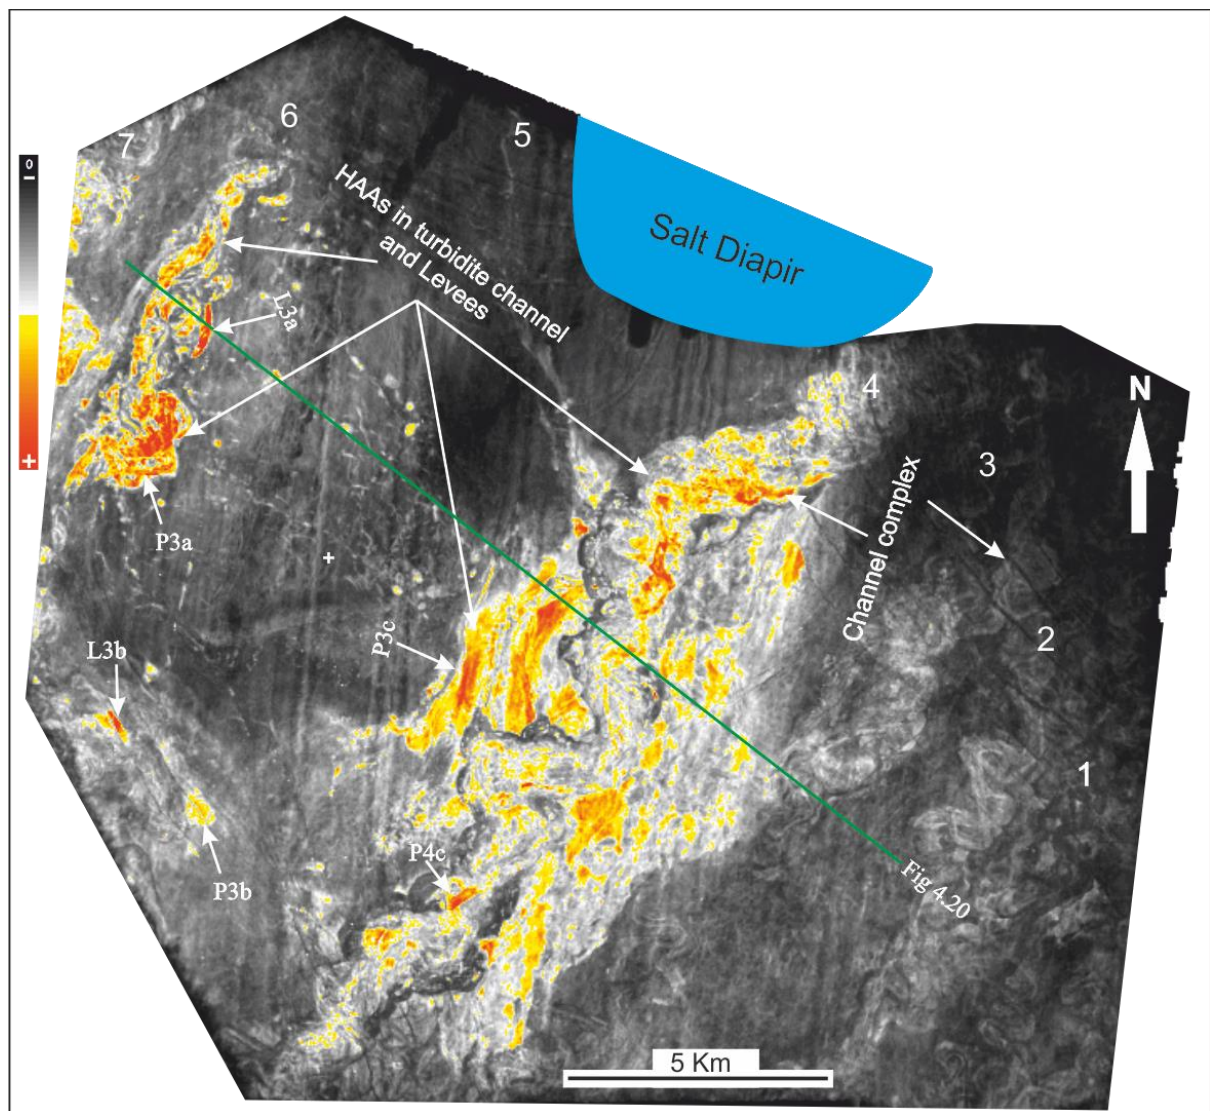 6
5
7
0
–
HAAs in turbidite channel
and Levees
Salt Diapir
L3a
4
N
3
Channel complex
+
P3a
+
P3c
2
L3b
1
P3b
P4c
Fig 4.20
5 Km